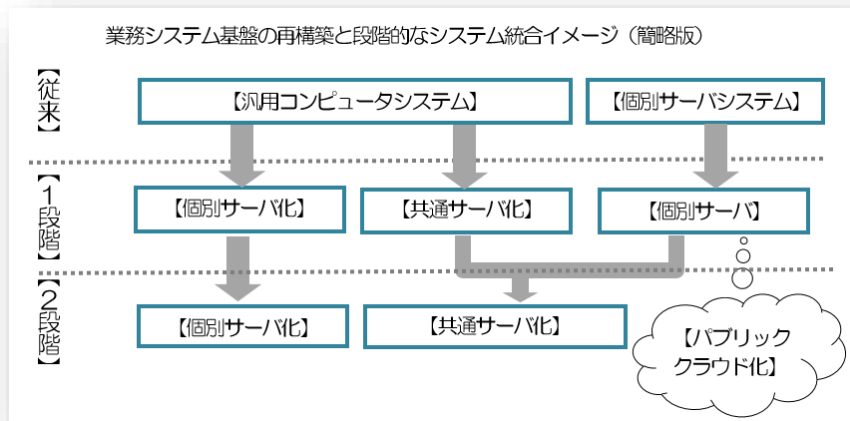 業務システム基盤の再構築と段階的なシステム統合イメージ（簡略版）
【従来】
【汎用コンピュータシステム】
【個別サーバシステム】
【1段階】
【個別サーバ化】
【共通サーバ化】
【個別サーバ】
【2段階】
【個別サーバ化】
【共通サーバ化】
【パブリック
クラウド化】